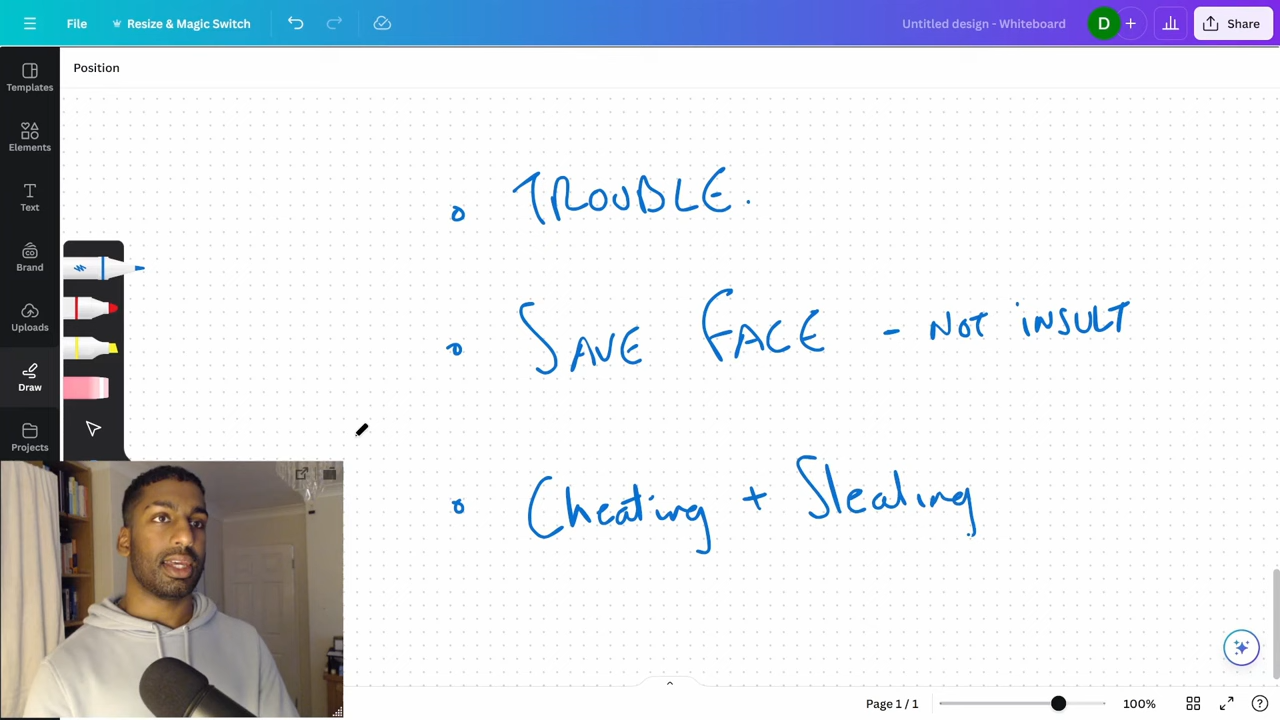 File
Resize & Magic Switch
Untitled design - Whiteboard
D
+
Share
Templates
Elements
Text
Brand
Uploads
Draw
Projects
Position
• TROUBLE.
• SAVE FACE - NOT INSULT
• Cheating + Stealing
Page 1 / 1
100%
?